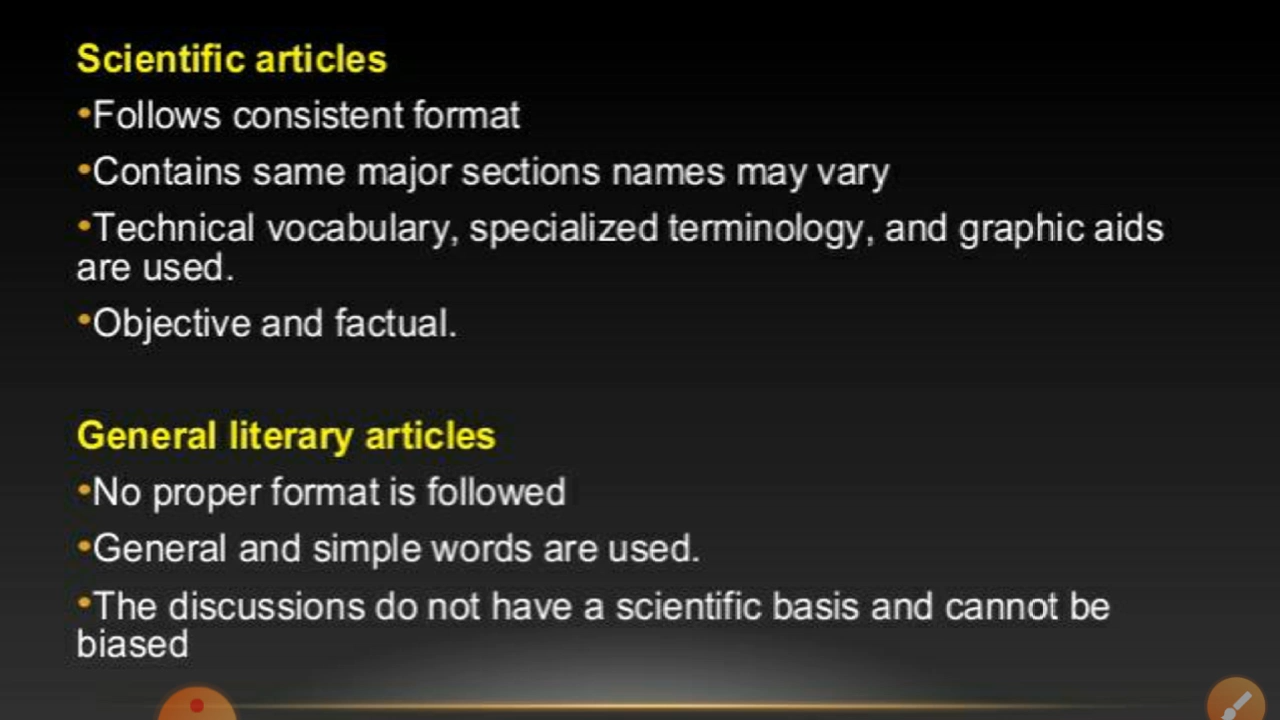 Scientific articles
•Follows consistent format
•Contains same major sections names may vary
•Technical vocabulary, specialized terminology, and graphic aids
are used.
•Objective and factual.
General literary articles
•No proper format is followed
•General and simple words are used.
•The discussions do not have a scientific basis and cannot be
biased